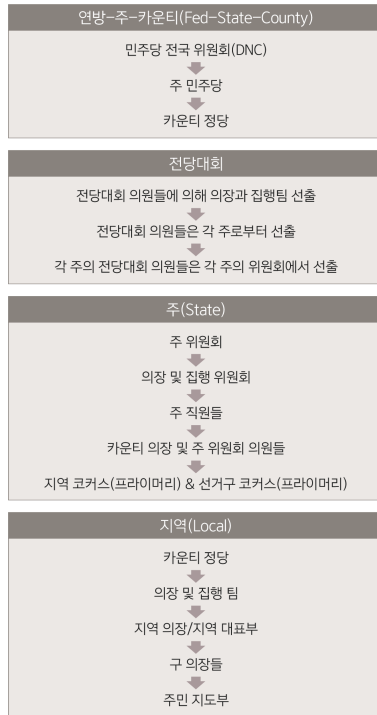 연방-주-카운티(Fed-State-County)
민주당 전국 위원회(DNC)
주 민주당
카운티 정당
전당대회
전당대회 의원들에 의해 의장과 집행팀 선출
전당대회 의원들은 각 주로부터 선출
각 주의 전당대회 의원들은 각 주의 위원회에서 선출
주(State)
주 위원회
의장 및 집행 위원회
주 직원들
카운티 의장 및 주 위원회 의원들
지역 코커스(프라이머리) & 선거구 코커스(프라이머리)
지역(Local)
카운티 정당
의장 및 집행 팀
지역 의장/지역 대표부
구 의장들
주민 지도부